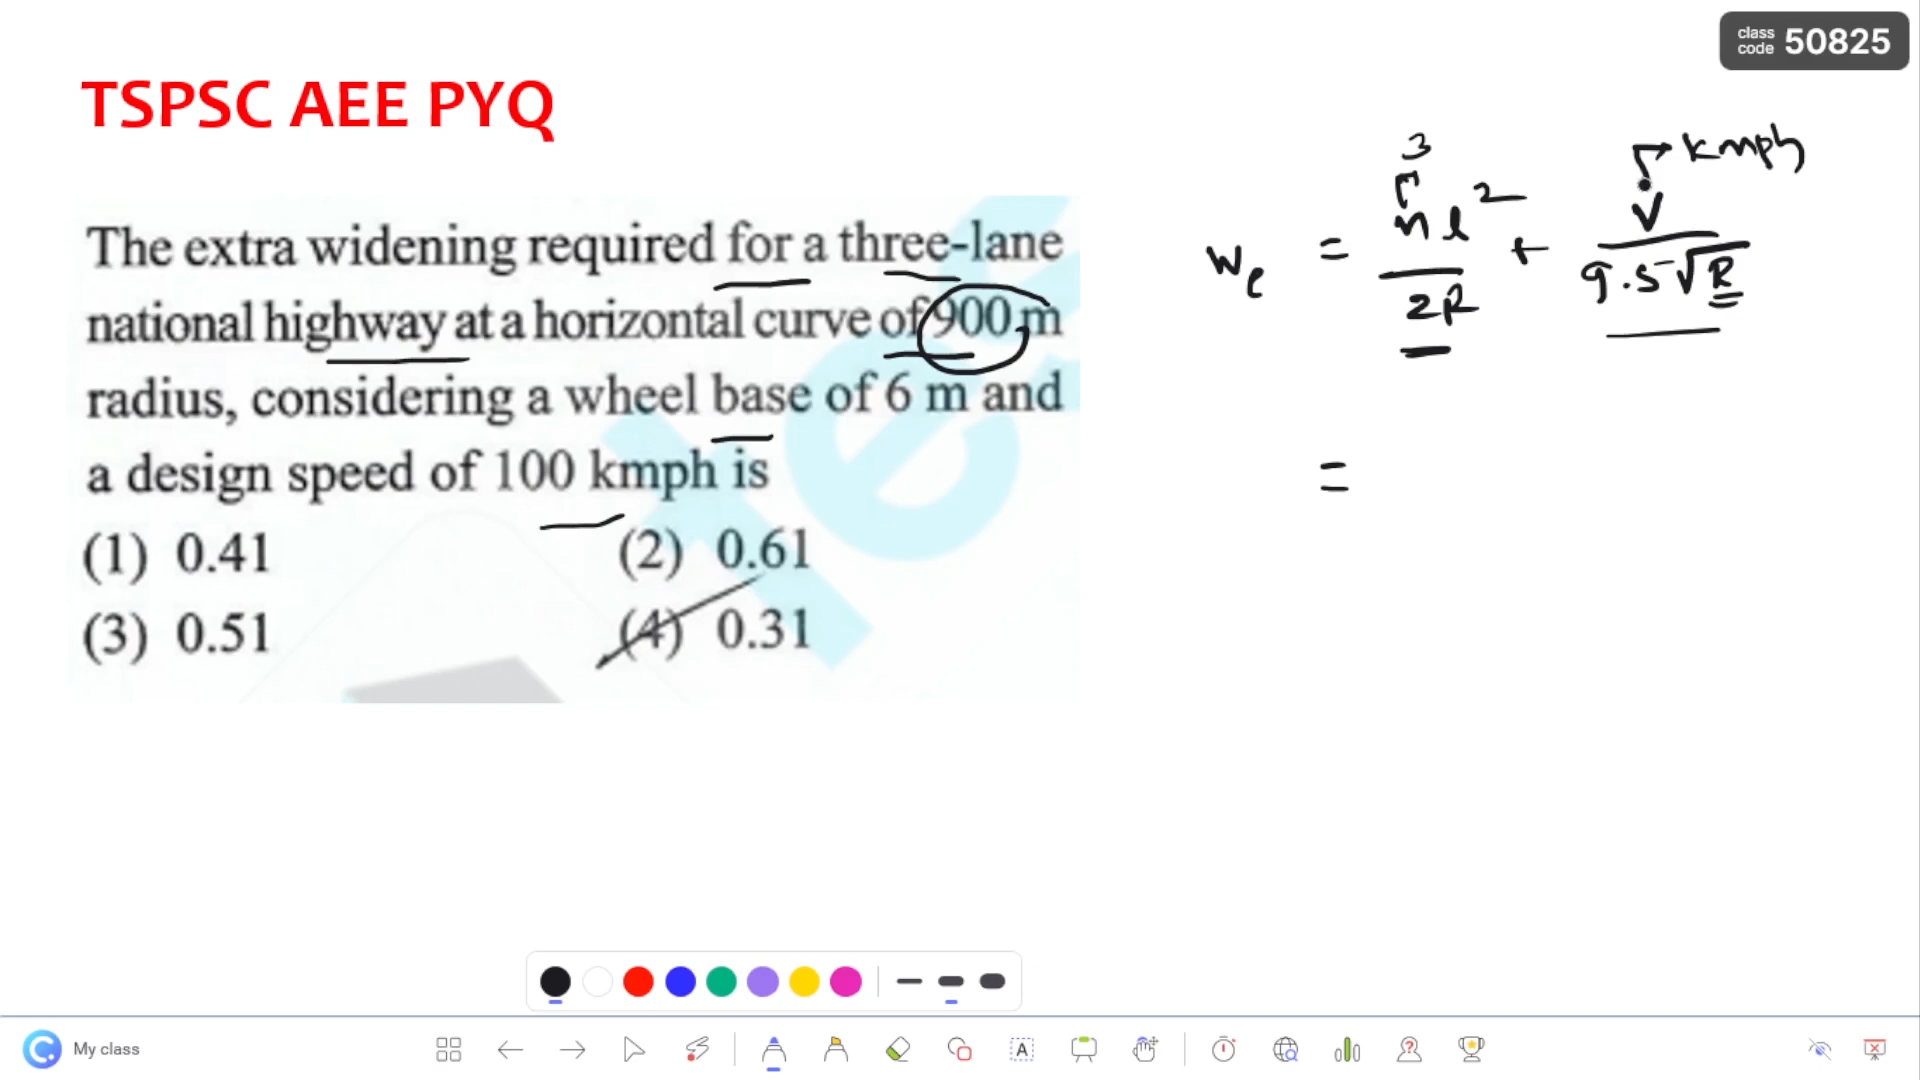 class code 50825
TSPSC AEE PYQ
The extra widening required for a three-lane
national highway at a horizontal curve of 900 m
radius, considering a wheel base of 6 m and
a design speed of 100 kmph is
(1) 0.41 (2) 0.61
(3) 0.51 (4) 0.31
3
kmph
We = nl² / 2R + V / 9.5√R
=
My class